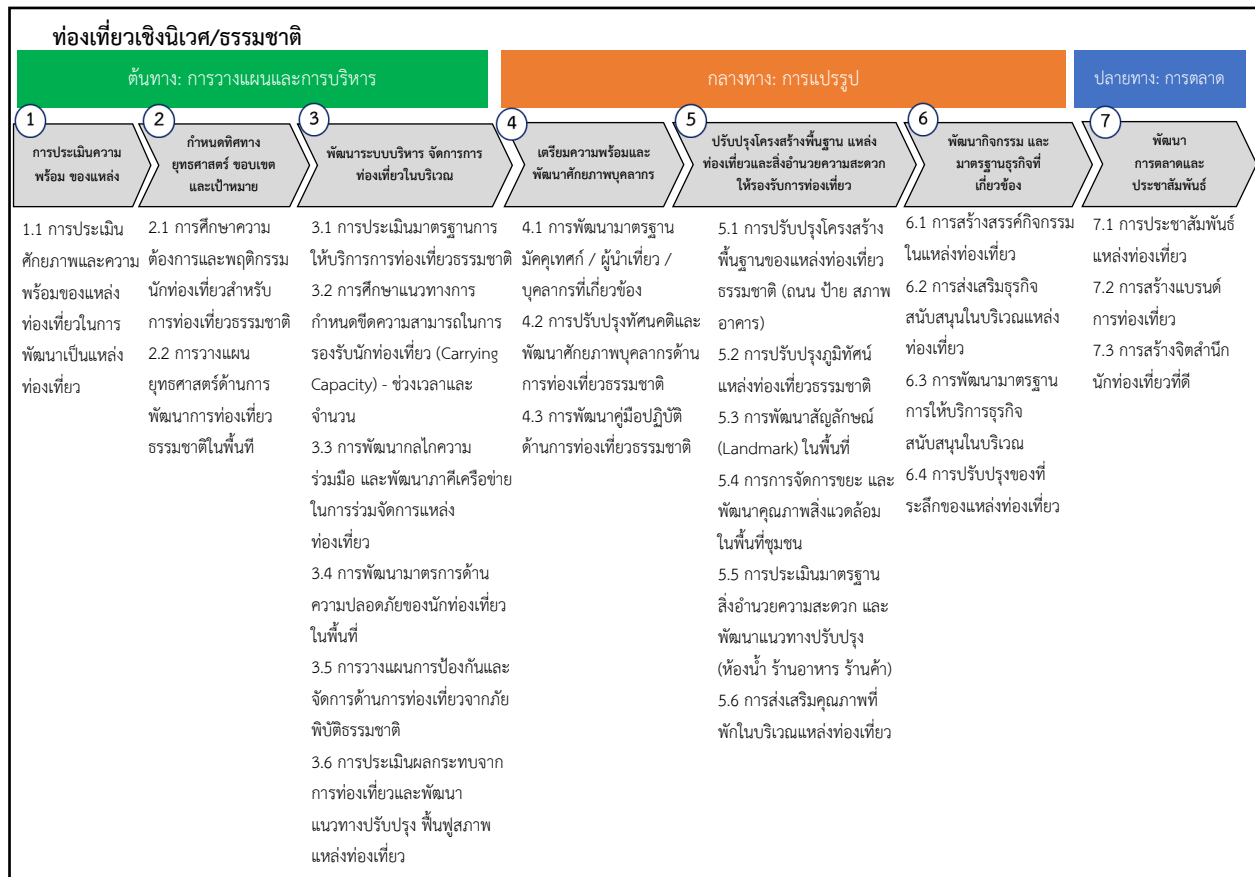 ท่องเที่ยวเชิงนิเวศ/ธรรมชาติ
ต้นทาง: การวางแผนและการบริหาร
กลางทาง: การแปรรูป
ปลายทาง: การตลาด
1
การประเมินความ
พร้อม ของแหล่ง
2
กำหนดทิศทาง
ยุทธศาสตร์ ขอบเขต
และเป้าหมาย
3
พัฒนาระบบบริหาร จัดการการ
ท่องเที่ยวในบริเวณ
4
เตรียมความพร้อมและ
พัฒนาศักยภาพบุคลากร
5
ปรับปรุงโครงสร้างพื้นฐาน แหล่ง
ท่องเที่ยวและสิ่งอำนวยความสะดวก
ให้รองรับการท่องเที่ยว
6
พัฒนากิจกรรม และ
มาตรฐานธุรกิจที่
เกี่ยวข้อง
7
พัฒนา
การตลาดและ
ประชาสัมพันธ์
1.1 การประเมิน
ศักยภาพและความ
พร้อมของแหล่ง
ท่องเที่ยวในการ
พัฒนาเป็นแหล่ง
ท่องเที่ยว
2.1 การศึกษาความ
ต้องการและพฤติกรรม
นักท่องเที่ยวสำหรับ
การท่องเที่ยวธรรมชาติ
2.2 การวางแผน
ยุทธศาสตร์ด้านการ
พัฒนาการท่องเที่ยว
ธรรมชาติในพื้นที่
3.1 การประเมินมาตรฐานการ
ให้บริการการท่องเที่ยวธรรมชาติ
3.2 การศึกษาแนวทางการ
กำหนดขีดความสามารถในการ
รองรับนักท่องเที่ยว (Carrying
Capacity) - ช่วงเวลาและ
จำนวน
3.3 การพัฒนากลไกความ
ร่วมมือ และพัฒนาภาคีเครือข่าย
ในการร่วมจัดการแหล่ง
ท่องเที่ยว
3.4 การพัฒนามาตรการด้าน
ความปลอดภัยของนักท่องเที่ยว
ในพื้นที่
3.5 การวางแผนการป้องกันและ
จัดการด้านการท่องเที่ยวจากภัย
พิบัติธรรมชาติ
3.6 การประเมินผลกระทบจาก
การท่องเที่ยวและพัฒนา
แนวทางปรับปรุง ฟื้นฟูสภาพ
แหล่งท่องเที่ยว
4.1 การพัฒนามาตรฐาน
มัคคุเทศก์ / ผู้นำเที่ยว /
บุคลากรที่เกี่ยวข้อง
4.2 การปรับปรุงทัศนคติและ
พัฒนาศักยภาพบุคลากรด้าน
การท่องเที่ยวธรรมชาติ
4.3 การพัฒนาคู่มือปฏิบัติ
ด้านการท่องเที่ยวธรรมชาติ
5.1 การปรับปรุงโครงสร้าง
พื้นฐานของแหล่งท่องเที่ยว
ธรรมชาติ (ถนน ป้าย สภาพ
อาคาร)
5.2 การปรับปรุงภูมิทัศน์
แหล่งท่องเที่ยวธรรมชาติ
5.3 การพัฒนาสัญลักษณ์
(Landmark) ในพื้นที่
5.4 การการจัดการขยะ และ
พัฒนาคุณภาพสิ่งแวดล้อม
ในพื้นที่ชุมชน
5.5 การประเมินมาตรฐาน
สิ่งอำนวยความสะดวก และ
พัฒนาแนวทางปรับปรุง
(ห้องน้ำ ร้านอาหาร ร้านค้า)
5.6 การส่งเสริมคุณภาพที่
พักในบริเวณแหล่งท่องเที่ยว
6.1 การสร้างสรรค์กิจกรรม
ในแหล่งท่องเที่ยว
6.2 การส่งเสริมธุรกิจ
สนับสนุนในบริเวณแหล่ง
ท่องเที่ยว
6.3 การพัฒนามาตรฐาน
การให้บริการธุรกิจ
สนับสนุนในบริเวณ
6.4 การปรับปรุงของที่
ระลึกของแหล่งท่องเที่ยว
7.1 การประชาสัมพันธ์
แหล่งท่องเที่ยว
7.2 การสร้างแบรนด์
การท่องเที่ยว
7.3 การสร้างจิตสำนึก
นักท่องเที่ยวที่ดี